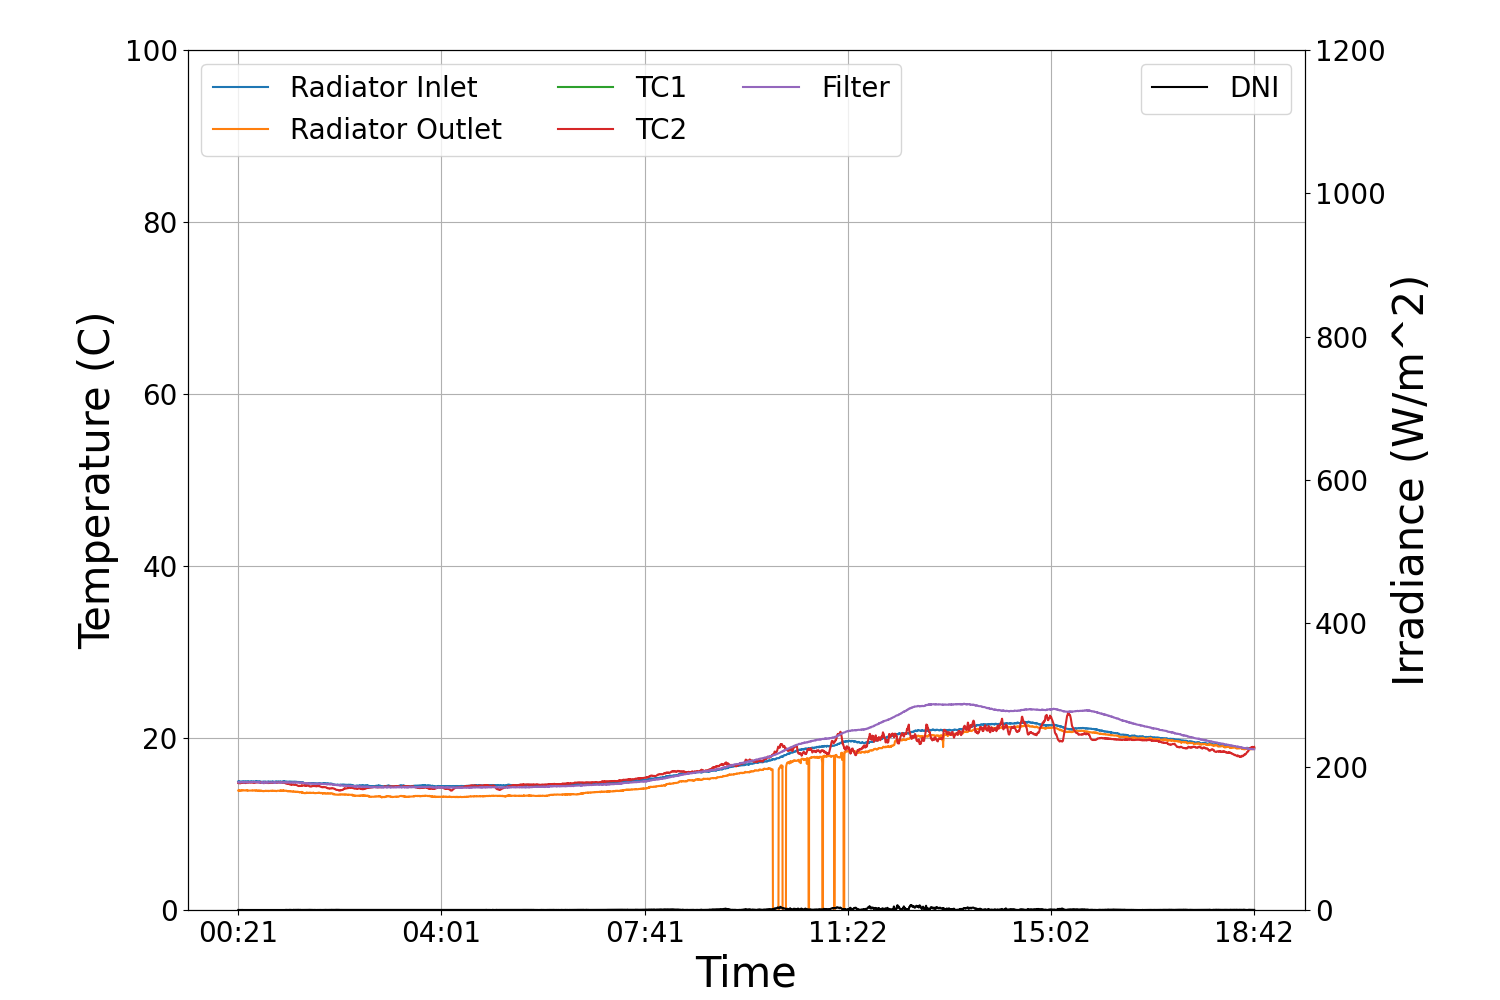 Radiator Inlet
Radiator Outlet
TC1
TC2
Filter
DNI
100
80
60
40
20
0
Temperature (C)
1200
1000
800
600
400
200
0
Irradiance (W/m^2)
00:21 04:01 07:41 11:22 15:02 18:42
Time